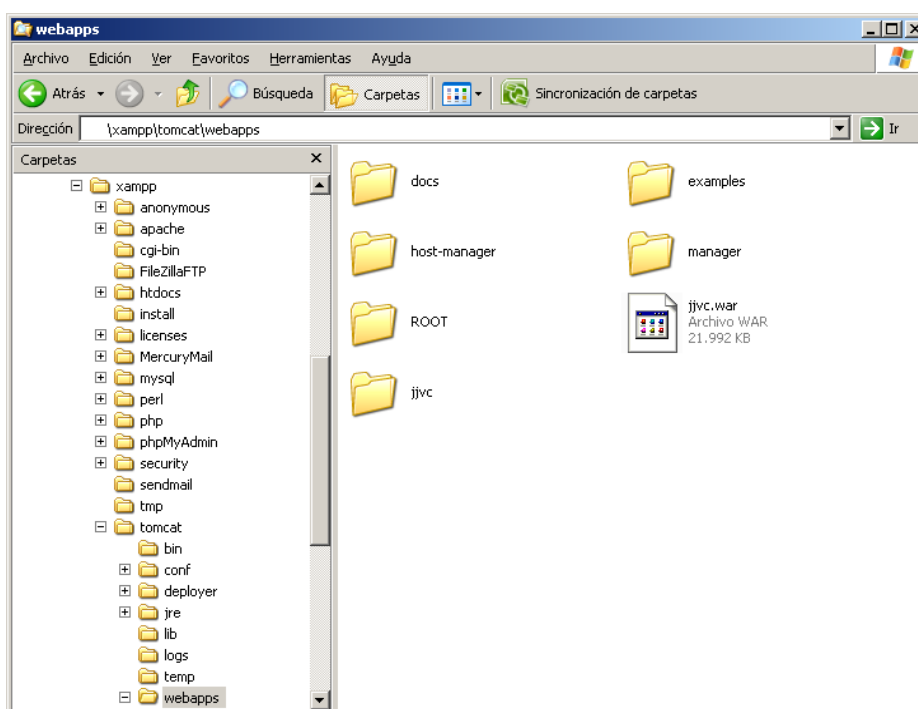 webapps
Archivo Edición Ver Favoritos Herramientas Ayuda
Atrás Búsqueda Carpetas Sincronización de carpetas
Dirección \xampp\tomcat\webapps Ir
Carpetas
xampp
anonymous
apache
cgi-bin
FileZillaFTP
htdocs
install
licenses
MercuryMail
mysql
perl
php
phpMyAdmin
security
sendmail
tmp
tomcat
bin
conf
deployer
jre
lib
logs
temp
webapps
docs
examples
host-manager
manager
ROOT
jjvc.war
Archivo WAR
21.992 KB
jjvc